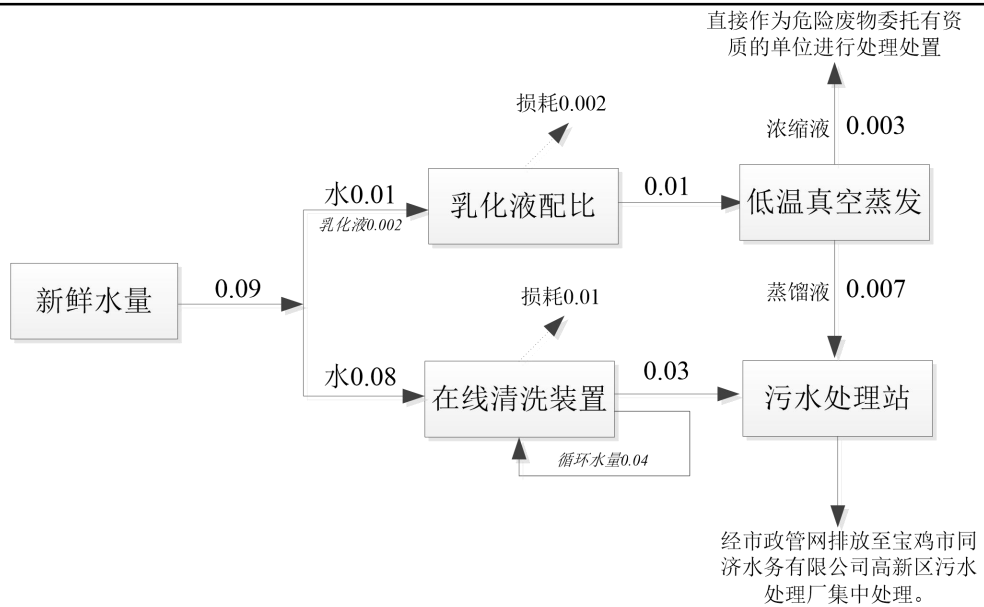 直接作为危险废物委托有资
质的单位进行处理处置
损耗0.002
浓缩液 0.003
水0.01
乳化液0.002
乳化液配比
0.01
低温真空蒸发
新鲜水量
0.09
损耗0.01
蒸馏液 0.007
水0.08
在线清洗装置
0.03
污水处理站
循环水量0.04
经市政管网排放至宝鸡市同
济水务有限公司高新区污水
处理厂集中处理。